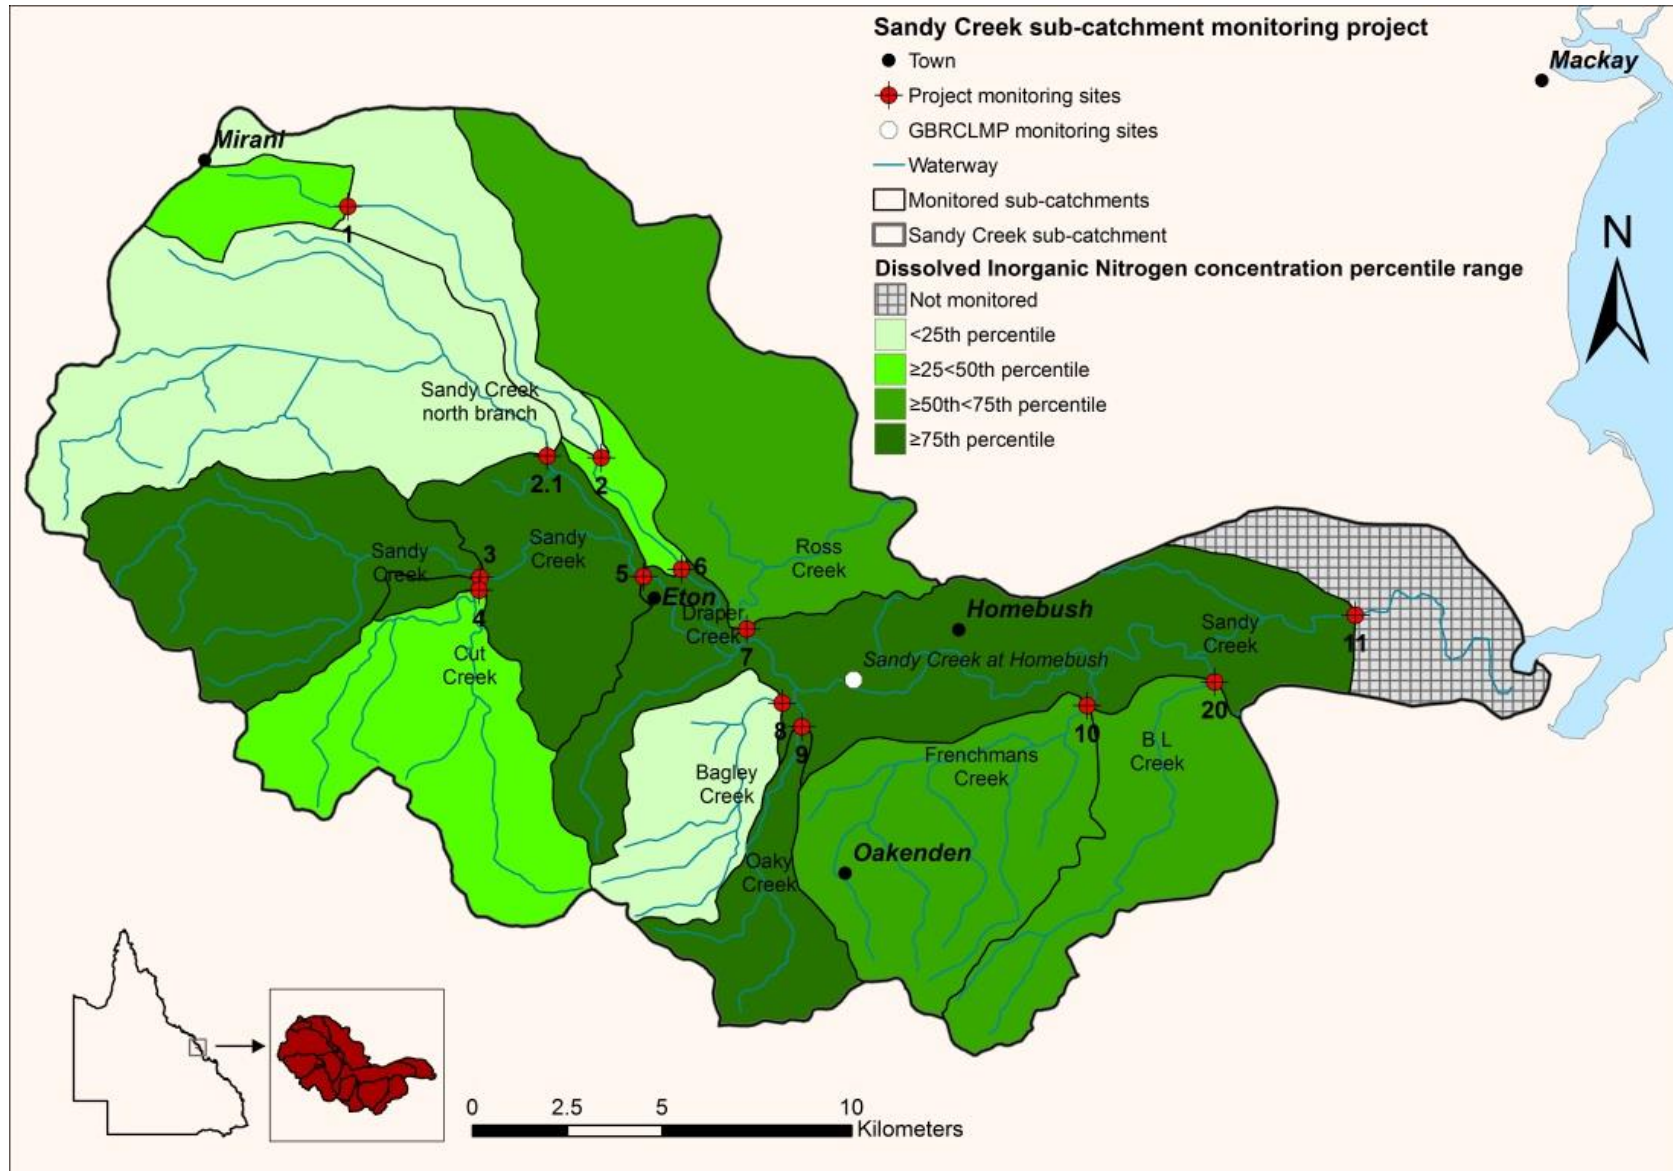 Sandy Creek sub-catchment monitoring project
Town
Project monitoring sites
GBRCLMP monitoring sites
Waterway
Monitored sub-catchments
Sandy Creek sub-catchment
Dissolved Inorganic Nitrogen concentration percentile range
Not monitored
<25th percentile
≥25<50th percentile
≥50th<75th percentile
≥75th percentile
Mackay
N
Mirani
1
Sandy Creek
north branch
2.1
2
Sandy
Creek
3
Sandy
Creek
4
Cut
Creek
5
6
Eton
Ross
Creek
Draper
Creek
7
Homebush
Sandy Creek at Homebush
Sandy
Creek
11
8
9
10
20
Bagley
Creek
Frenchmans
Creek
B L
Creek
Oaky
Creek
Oakenden
0
2.5
5
10
Kilometers